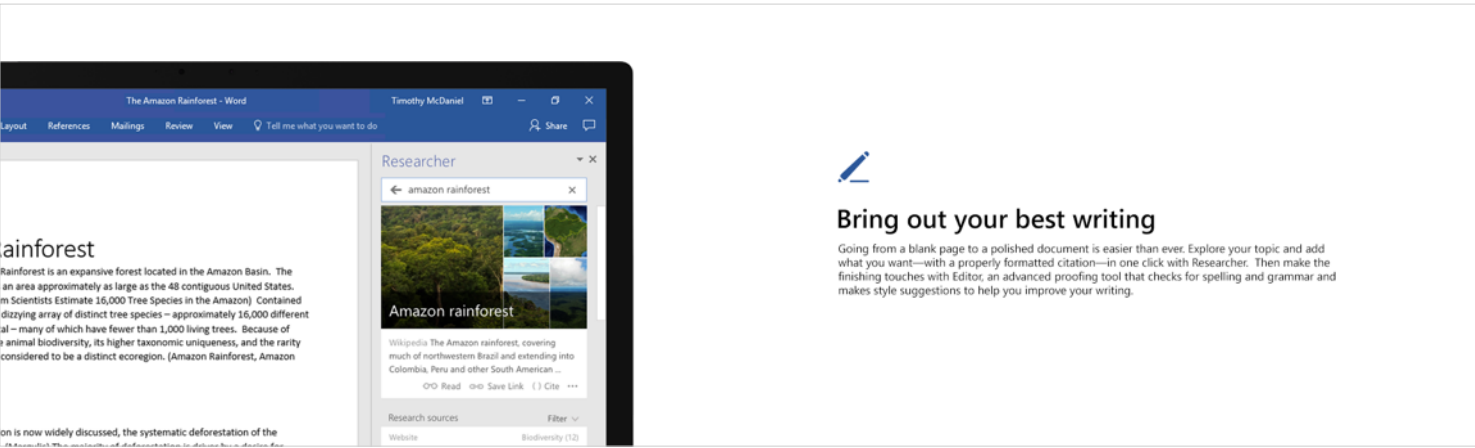 The Amazon Rainforest - Word
Timothy McDaniel
Layout References Mailings Review View Tell me what you want to do
Share
Researcher
amazon rainforest
Amazon rainforest
Wikipedia The Amazon rainforest, covering
much of northwestern Brazil and extending into
Colombia, Peru and other South American ...
Read Save Link Cite
Research sources Filter
Website Biodiversity (12)
ainforest
Rainforest is an expansive forest located in the Amazon Basin. The
an area approximately as large as the 48 contiguous United States.
m Scientists Estimate 16,000 Tree Species in the Amazon) Contained
dizzying array of distinct tree species – approximately 16,000 different
al – many of which have fewer than 1,000 living trees. Because of
animal biodiversity, its higher taxonomic uniqueness, and the rarity
considered to be a distinct ecoregion. (Amazon Rainforest, Amazon
on is now widely discussed, the systematic deforestation of the
Bring out your best writing
Going from a blank page to a polished document is easier than ever. Explore your topic and add
what you want—with a properly formatted citation—in one click with Researcher. Then make the
finishing touches with Editor, an advanced proofing tool that checks for spelling and grammar and
makes style suggestions to help you improve your writing.